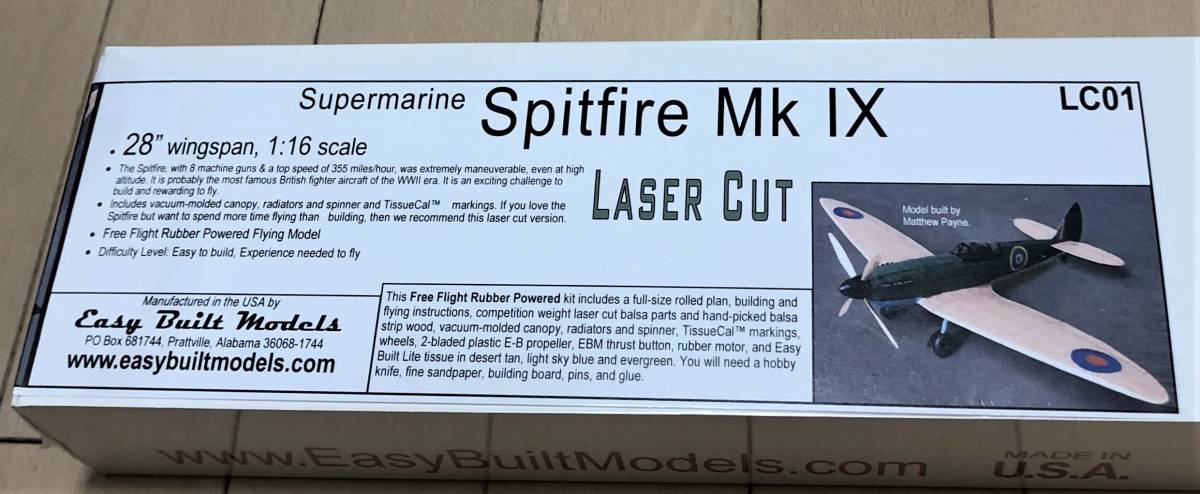 Supermarine Spitfire Mk IX
LC01
. 28" wingspan, 1:16 scale
• The Spitfire, with 8 machine guns & a top speed of 355 miles/hour, was extremely maneuverable, even at high
altitude. It is probably the most famous British fighter aircraft of the WWII era. It is an exciting challenge to
build and rewarding to fly.
• Includes vacuum-molded canopy, radiators and spinner and TissueCal™ markings. If you love the
Spitfire but want to spend more time flying than building, then we recommend this laser cut version.
• Free Flight Rubber Powered Flying Model
• Difficulty Level: Easy to build, Experience needed to fly
LASER CUT
Model built by
Matthew Payne.
Manufactured in the USA by
Easy Built Models
PO Box 681744, Prattville, Alabama 36068-1744
www.easybuiltmodels.com
This Free Flight Rubber Powered kit includes a full-size rolled plan, building and
flying instructions, competition weight laser cut balsa parts and hand-picked balsa
strip wood, vacuum-molded canopy, radiators and spinner, TissueCal™ markings,
wheels, 2-bladed plastic E-B propeller, EBM thrust button, rubber motor, and Easy
Built Lite tissue in desert tan, light sky blue and evergreen. You will need a hobby
knife, fine sandpaper, building board, pins, and glue.
www.EasyBuiltModels.com
MADE IN
U.S.A.